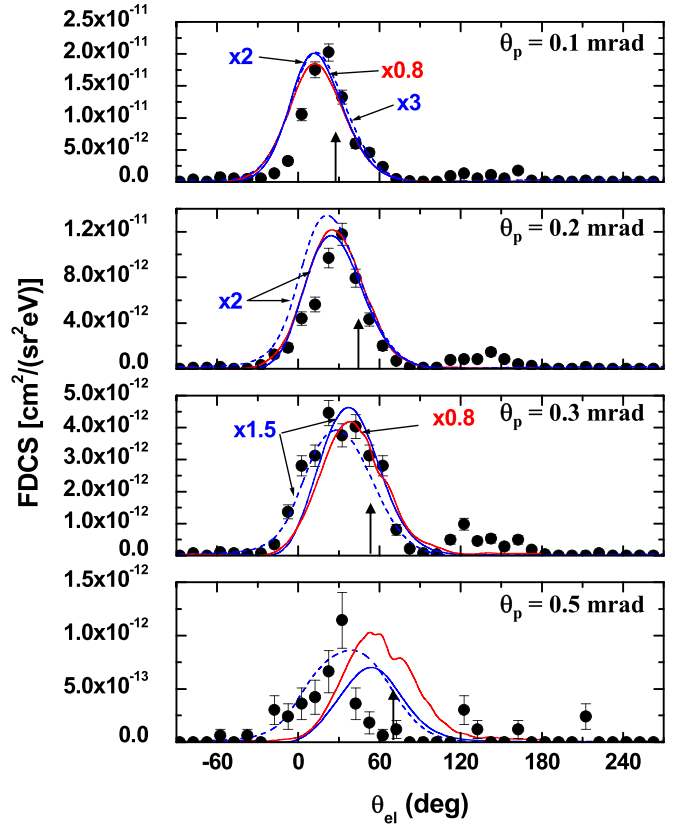 2.5x10⁻¹¹
2.0x10⁻¹¹
1.5x10⁻¹¹
1.0x10⁻¹¹
5.0x10⁻¹²
0.0
x2
x0.8
x3
θp = 0.1 mrad
1.2x10⁻¹¹
8.0x10⁻¹²
4.0x10⁻¹²
0.0
x2
θp = 0.2 mrad
FDCS [cm²/(sr²eV)]
5.0x10⁻¹²
4.0x10⁻¹²
3.0x10⁻¹²
2.0x10⁻¹²
1.0x10⁻¹²
0.0
x1.5
x0.8
θp = 0.3 mrad
1.5x10⁻¹²
1.0x10⁻¹²
5.0x10⁻¹³
0.0
θp = 0.5 mrad
-60 0 60 120 180 240
θel (deg)